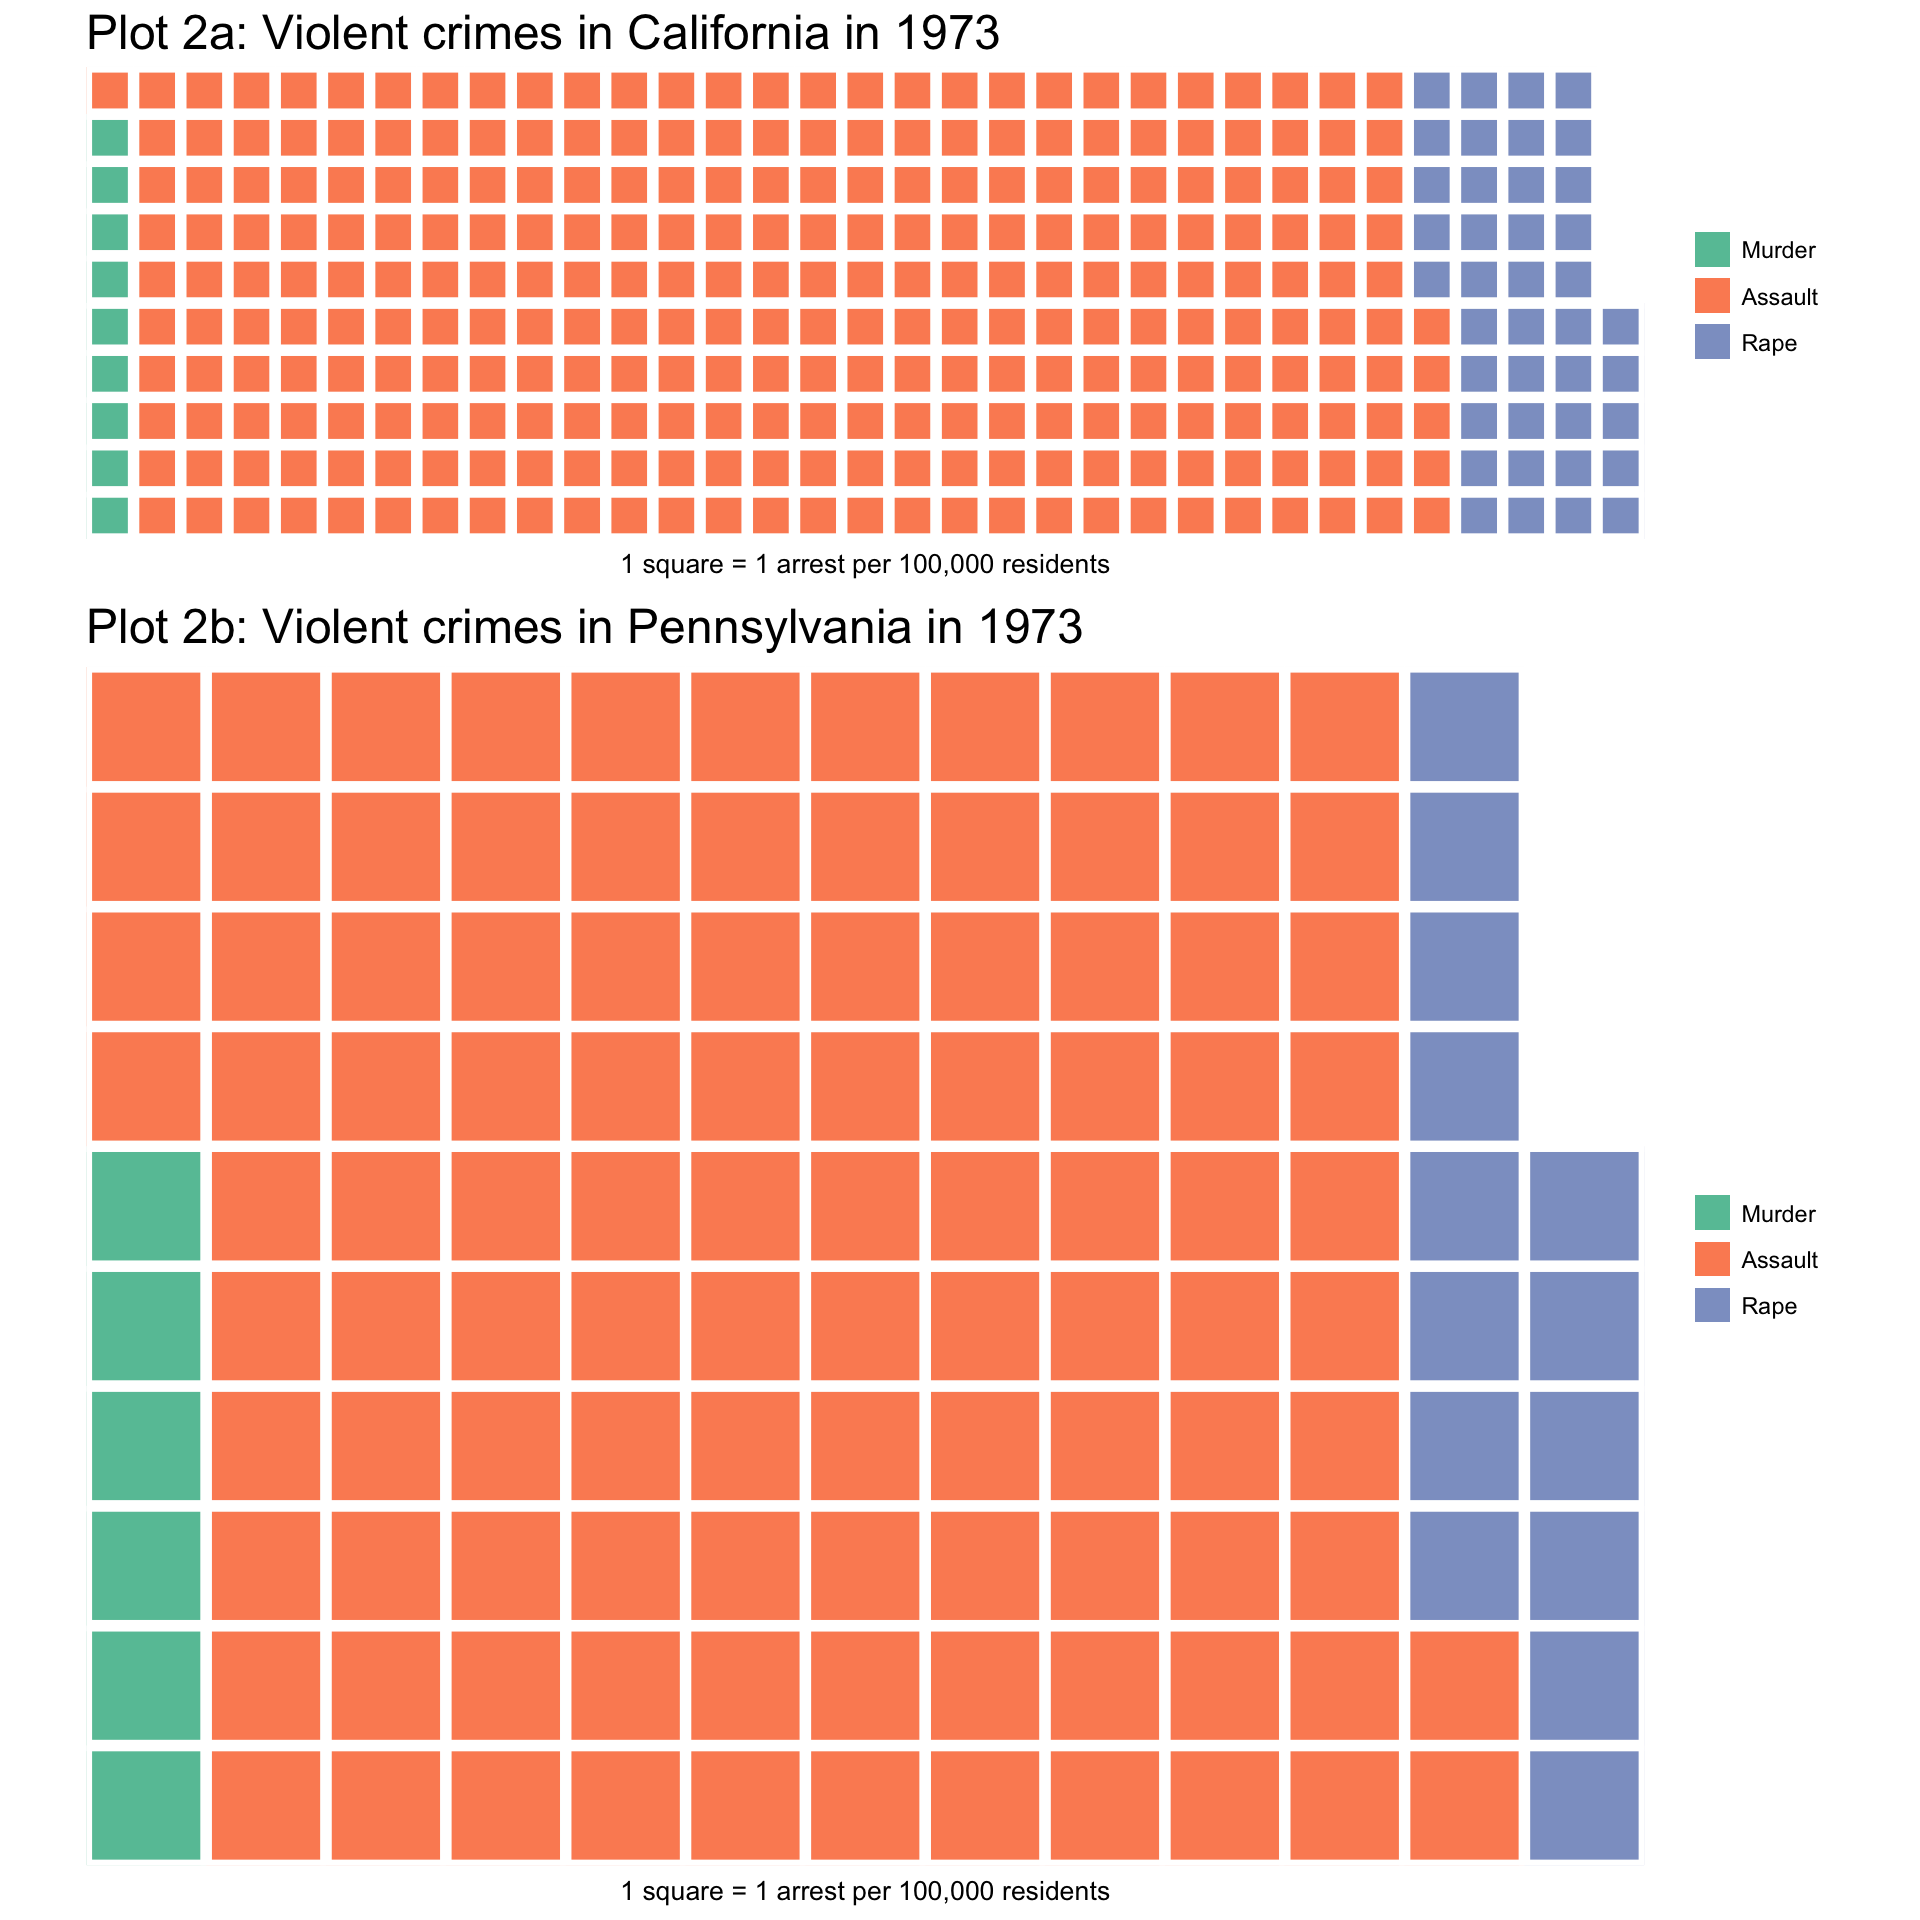 Plot 2a: Violent crimes in California in 1973
Murder
Assault
Rape
1 square = 1 arrest per 100,000 residents
Plot 2b: Violent crimes in Pennsylvania in 1973
Murder
Assault
Rape
1 square = 1 arrest per 100,000 residents